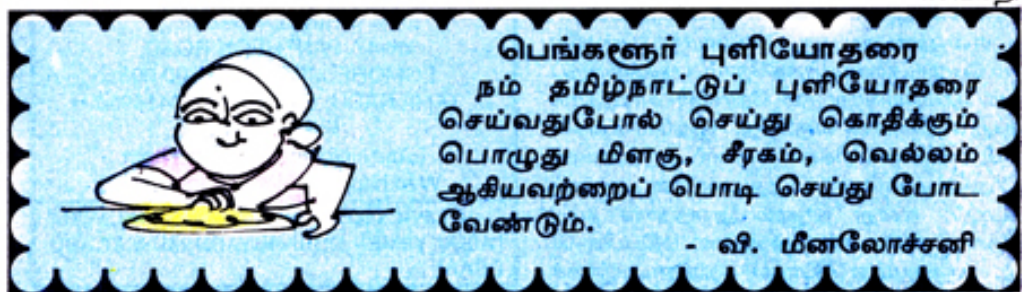 பெங்களூர் புளியோதரை
நம் தமிழ்நாட்டுப் புளியோதரை
செய்வதுபோல் செய்து கொதிக்கும்
பொழுது மிளகு, சீரகம், வெல்லம்
ஆகியவற்றைப் பொடி செய்து போட
வேண்டும்.
- வி. மீனலோச்சனி